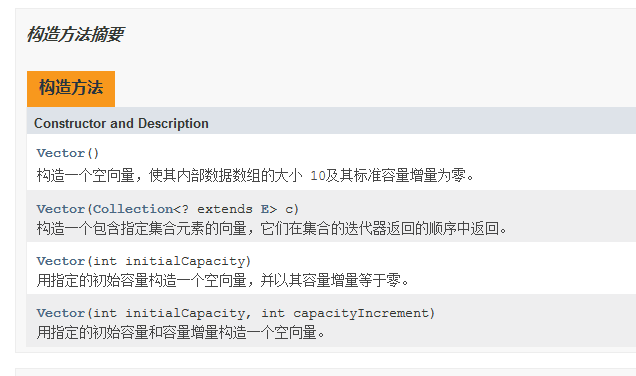 构造方法摘要
构造方法
Constructor and Description
Vector()
构造一个空向量，使其内部数据数组的大小 10及其标准容量增量为零。
Vector(Collection<? extends E> c)
构造一个包含指定集合元素的向量，它们在集合的迭代器返回的顺序中返回。
Vector(int initialCapacity)
用指定的初始容量构造一个空向量，并以其容量增量等于零。
Vector(int initialCapacity, int capacityIncrement)
用指定的初始容量和容量增量构造一个空向量。